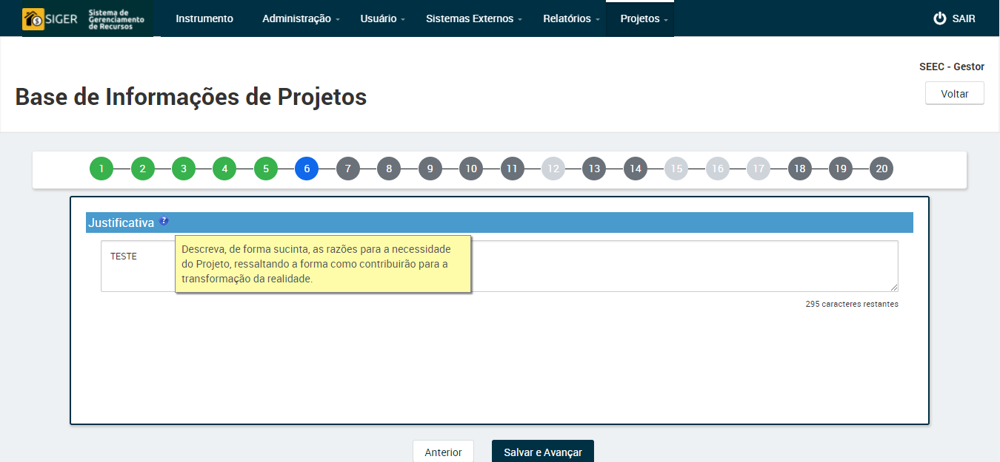 SIGER
Sistema de
Gerenciamento
de Recursos
Instrumento
Administração
Usuário
Sistemas Externos
Relatórios
Projetos
SAIR
SEEC - Gestor
Base de Informações de Projetos
Voltar
1 2 3 4 5 6 7 8 9 10 11 12 13 14 15 16 17 18 19 20
Justificativa ?
TESTE
Descreva, de forma sucinta, as razões para a necessidade
do Projeto, ressaltando a forma como contribuirão para a
transformação da realidade.
295 caracteres restantes
Anterior
Salvar e Avançar